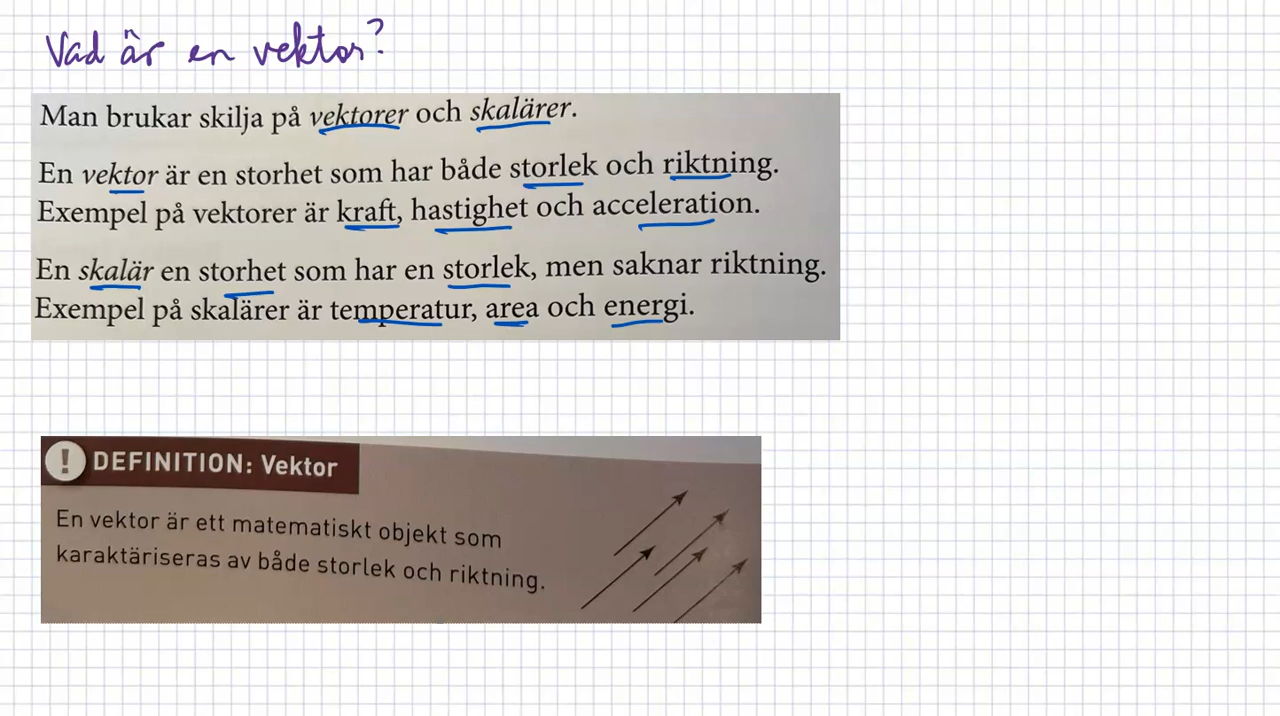 Vad är en vektor?
Man brukar skilja på vektorer och skalärer.
En vektor är en storhet som har både storlek och riktning.
Exempel på vektorer är kraft, hastighet och acceleration.
En skalär en storhet som har en storlek, men saknar riktning.
Exempel på skalärer är temperatur, area och energi.
! DEFINITION: Vektor
En vektor är ett matematiskt objekt som
karaktäriseras av både storlek och riktning.